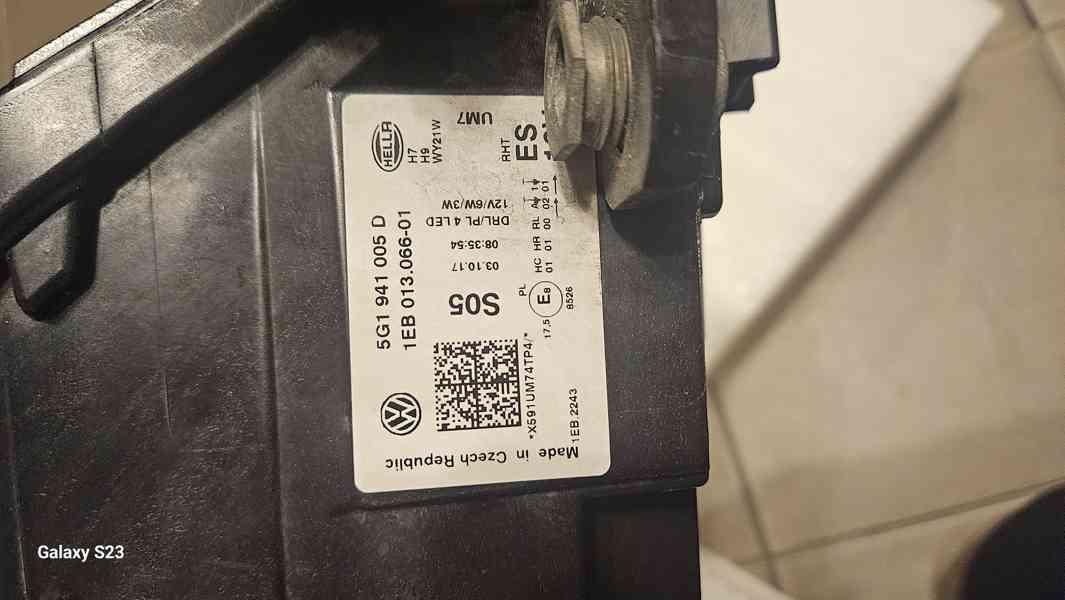 HELLA
H7
H9
WY21W
UM7
RHT
ES
5G1 941 005 D
1EB 013.066-01
DRL/PL 4 LED
12V/6W/3W
08:35:54
03.10.17
S05
HC HR RL
01 01 00 02 01
PL
E8
17,5
8526
*X591UM74TP4/*
1EB.2243
Made in Czech Republic
Galaxy S23